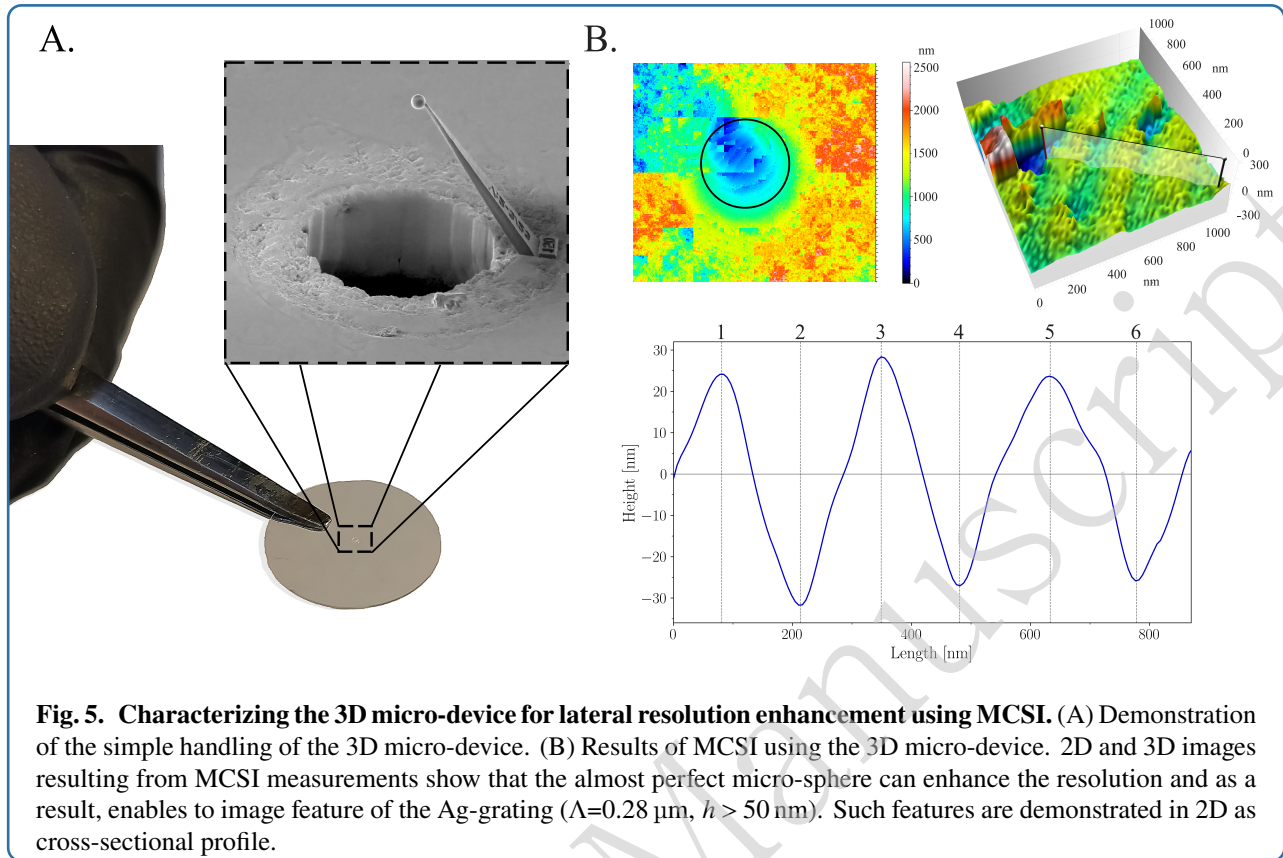 A.
B.
nm
2500
2000
1500
1000
500
0
1000
800
600
nm
400
200
0
300
0
-300
1000
nm
800
600
400
200
0
nm
1 2 3 4 5 6
30
20
10
0
−10
−20
−30
Height [nm]
0 200 400 600 800
Length [nm]
Manuscript
Fig. 5. Characterizing the 3D micro-device for lateral resolution enhancement using MCSI. (A) Demonstration
of the simple handling of the 3D micro-device. (B) Results of MCSI using the 3D micro-device. 2D and 3D images
resulting from MCSI measurements show that the almost perfect micro-sphere can enhance the resolution and as a
result, enables to image feature of the Ag-grating (Λ=0.28 μm, h > 50 nm). Such features are demonstrated in 2D as
cross-sectional profile.